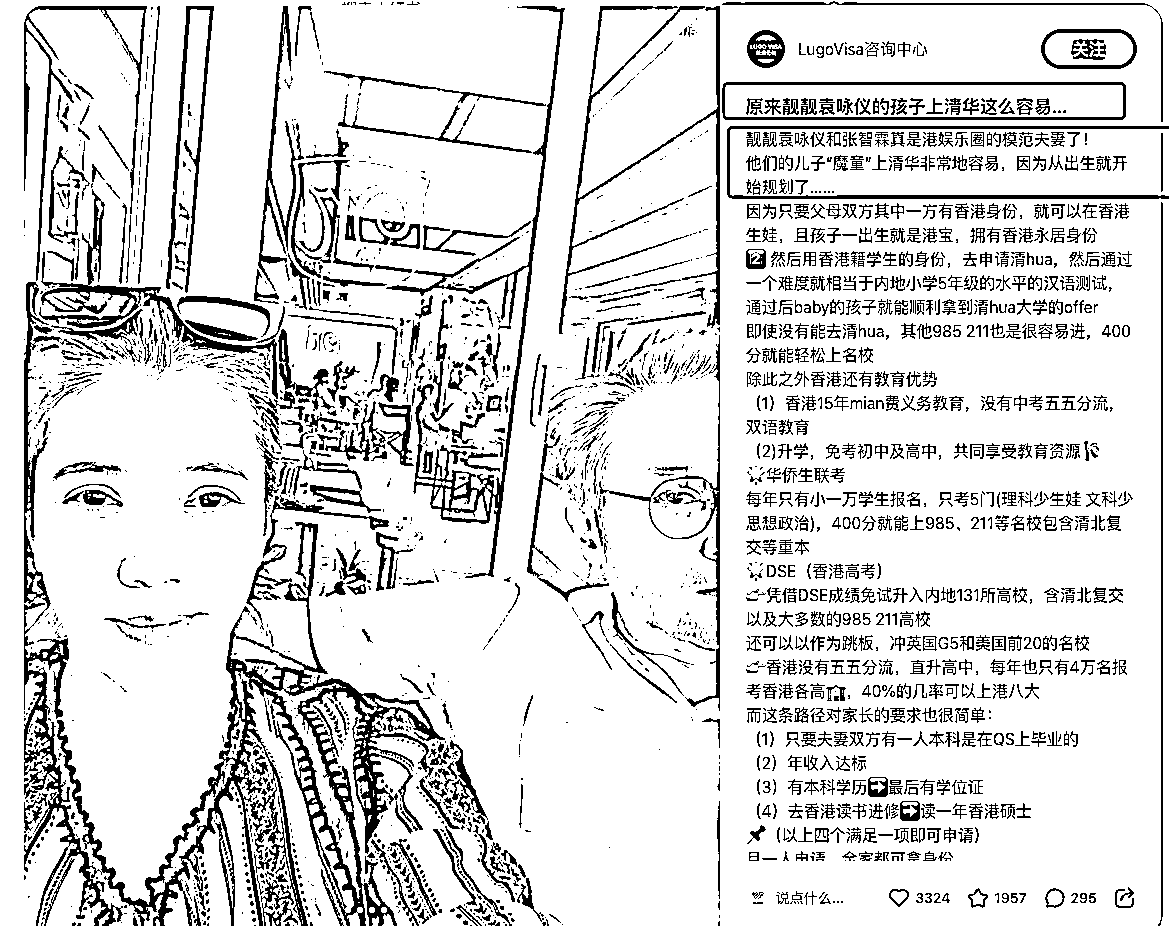 LugoVisa咨询中心
关注
原来靓靓袁咏仪的孩子上清华这么容易...
靓靓袁咏仪和张智霖真是港娱乐圈的模范夫妻了！
他们的儿子“魔童”上清华非常地容易，因为从出生就开
始规划了......
因为只要父母双方其中一方有香港身份，就可以在香港
生娃，且孩子一出生就是港宝，拥有香港永居身份
2 然后用香港籍学生的身份，去申请清hua，然后通过
一个难度就相当于内地小学5年级的水平的汉语测试，
通过后baby的孩子就能顺利拿到清hua大学的offer
即使没有能去清hua，其他985 211也是很容易进，400
分就能轻松上名校
除此之外香港还有教育优势
（1）香港15年mian费义务教育，没有中考五五分流，
双语教育
（2)升学，免考初中及高中，共同享受教育资源
华侨生联考
每年只有小一万学生报名，只考5门(理科少生娃 文科少
思想政治)，400分就能上985、211等名校包含清北复
交等重本
DSE（香港高考）
凭借DSE成绩免试升入内地131所高校，含清北复交
以及大多数的985 211高校
还可以以作为跳板，冲英国G5和美国前20的名校
香港没有五五分流，直升高中，每年也只有4万名报
考香港各高，40%的几率可以上港八大
而这条路径对家长的要求也很简单：
（1）只要夫妻双方有一人本科是在QS上毕业的
（2）年收入达标
（3）有本科学历➡最后有学位证
（4）去香港读书进修➡读一年香港硕士
（以上四个满足一项即可申请）
且一人申请，全家都可拿身份
说点什么...
3324
1957
295